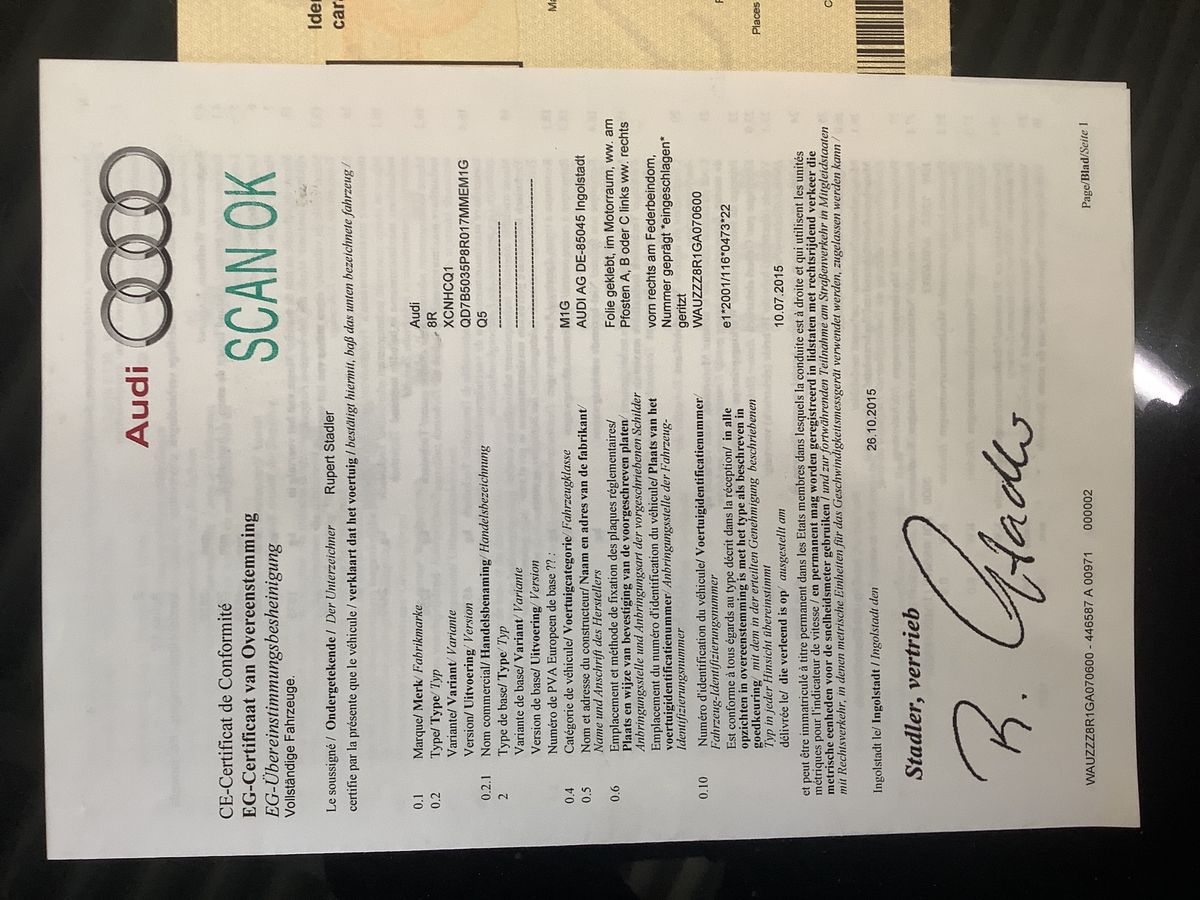 Audi
SCAN OK
CE-Certificat de Conformité
EG-Certificaat van Overeenstemming
EG-Übereinstimmungsbesheinigung
Vollständige Fahrzeuge.
Le soussigné / Ondergetekende / Der Unterzeichner Rupert Stadler
certifie par la présente que le véhicule / verklaart dat het voertuig / bestätigt hiermit, baß das umten bezeichnete fahrzeug /
0.1 Marque/ Merk/ Fabrikmarke Audi
0.2 Type/ Type/ Typ 8R
Variante/ Variant/ Variante XCNHCQ1
Version/ Uitvoering/ Version QD7B5035P8R017MMEM1G
0.2.1 Nom commercial/ Handelsbenaming/ Handelsbezeichnung Q5
2 Type de base/ Type/ Typ --------------------
Variante de base/ Variant/ Variante --------------------
Version de base/ Uitvoering/ Version ------------------------------
Numéro de PVA Europeen de base ?? :
0.4 Catégorie de véhicule/ Voertuigcategorie/ Fahrzeugklasse M1G
0.5 Nom et adresse du constructeur/ Naam en adres van de fabrikant/ AUDI AG DE-85045 Ingolstadt
Name und Anschrift des Herstellers
0.6 Emplacement et méthode de fixation des plaques réglementaires/ Folie geklebt, im Motorraum, ww. am
Plaats en wijze van bevestiging van de voorgeschreven platen/ Pfosten A, B oder C links ww. rechts
Anbringungsstelle und Anbringungsart der vorgeschriebenen Schilder
Emplacement du numéro d'identification du véhicule/ Plaats van het vorn rechts am Federbeindom,
voertuigidentificatienummer/ Anbringungsstelle der Fahrzeug- Nummer geprägt *eingeschlagen*
Identifizierungnummer geritzt
0.10 Numéro d'identification du véhicule/ Voertuigidentificatienummer/ WAUZZZ8R1GA070600
Fahrzeug-Identifizierungsnummer
Est conforme à tous égards au type décrit dans la réception/ in alle e1*2001/116*0473*22
opzichten in overeenstemming is met het type als beschreven in
goedkeuring/ mit dem in der erteilten Genehmigung beschriebenen
Typ in jeder Hinsicht übereinstimmt
délivrée le/ die verleend is op/ ausgestellt am 10.07.2015
et peut être immatriculé à titre permanent dans les Etats membres dans lesquels la conduite est à droite et qui utilisent les unités
métriques pour l'indicateur de vitesse / en permanent mag worden geregistreerd in lidstaten met rechtsrijdend verkeer die
metrische eenheden voor de snelheidsmeter gebruiken / und zur fortwährenden Teilnahme am Straßenverkehr in Mitgleidstaaten
mit Rechtsverkehr, in denen metrische Einheiten für das Geschwindigkeitsmessgerät verwendet werden, zugelassen werden kann /
Ingolstadt le/ Ingolstadt / Ingolstadt den 26.10.2015
Stadler, vertrieb
R. Stadler
WAUZZZ8R1GA070600 - 446587 A 00971 000002 Page/Blad/Seite 1
Places